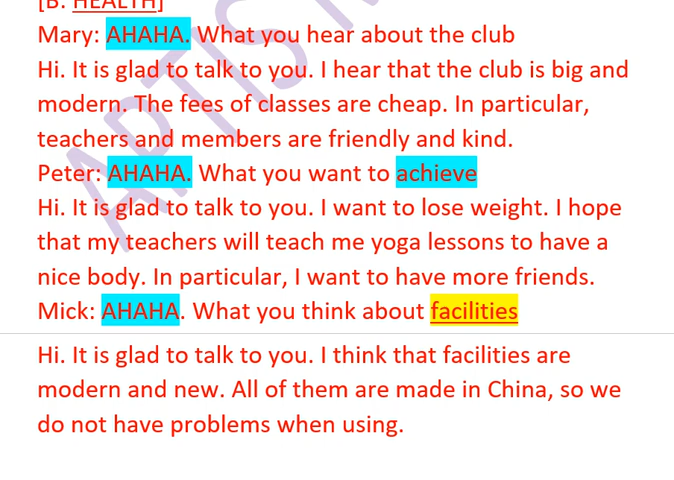 [B. HEALTH]
Mary: AHAHA. What you hear about the club
Hi. It is glad to talk to you. I hear that the club is big and
modern. The fees of classes are cheap. In particular,
teachers and members are friendly and kind.
Peter: AHAHA. What you want to achieve
Hi. It is glad to talk to you. I want to lose weight. I hope
that my teachers will teach me yoga lessons to have a
nice body. In particular, I want to have more friends.
Mick: AHAHA. What you think about facilities
Hi. It is glad to talk to you. I think that facilities are
modern and new. All of them are made in China, so we
do not have problems when using.